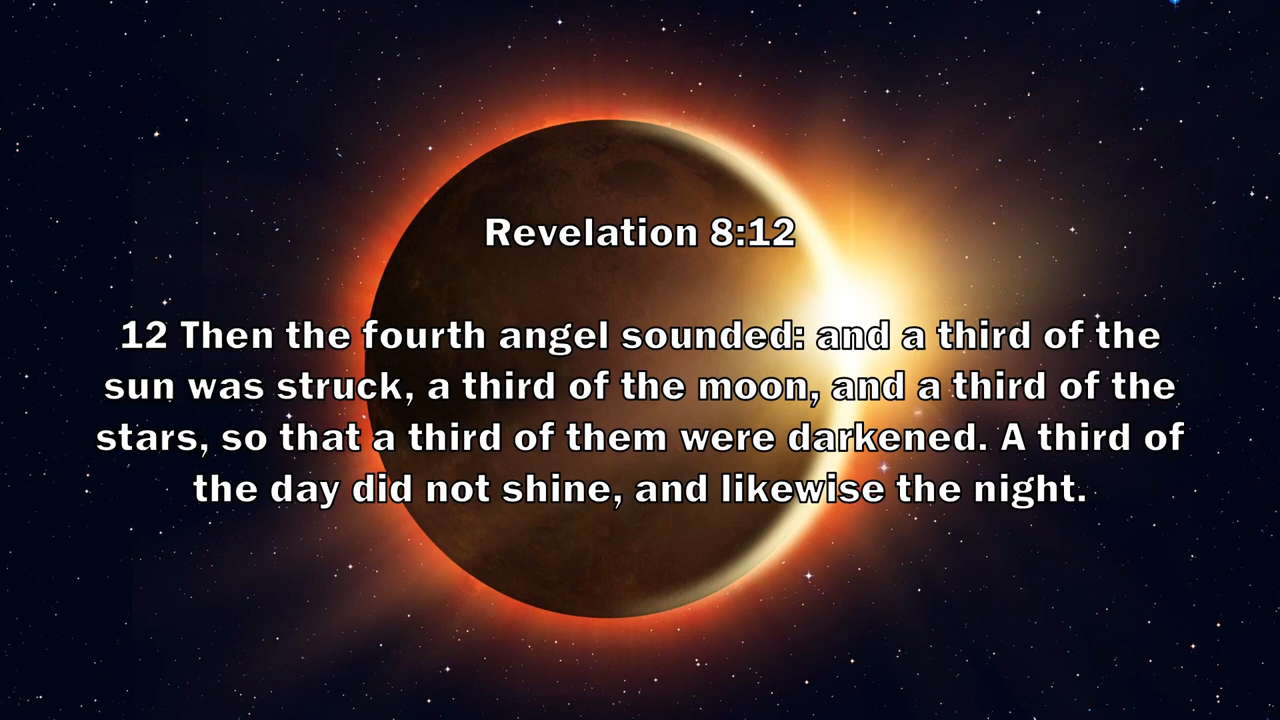 Revelation 8:12
12 Then the fourth angel sounded: and a third of the
sun was struck, a third of the moon, and a third of the
stars, so that a third of them were darkened. A third of
the day did not shine, and likewise the night.